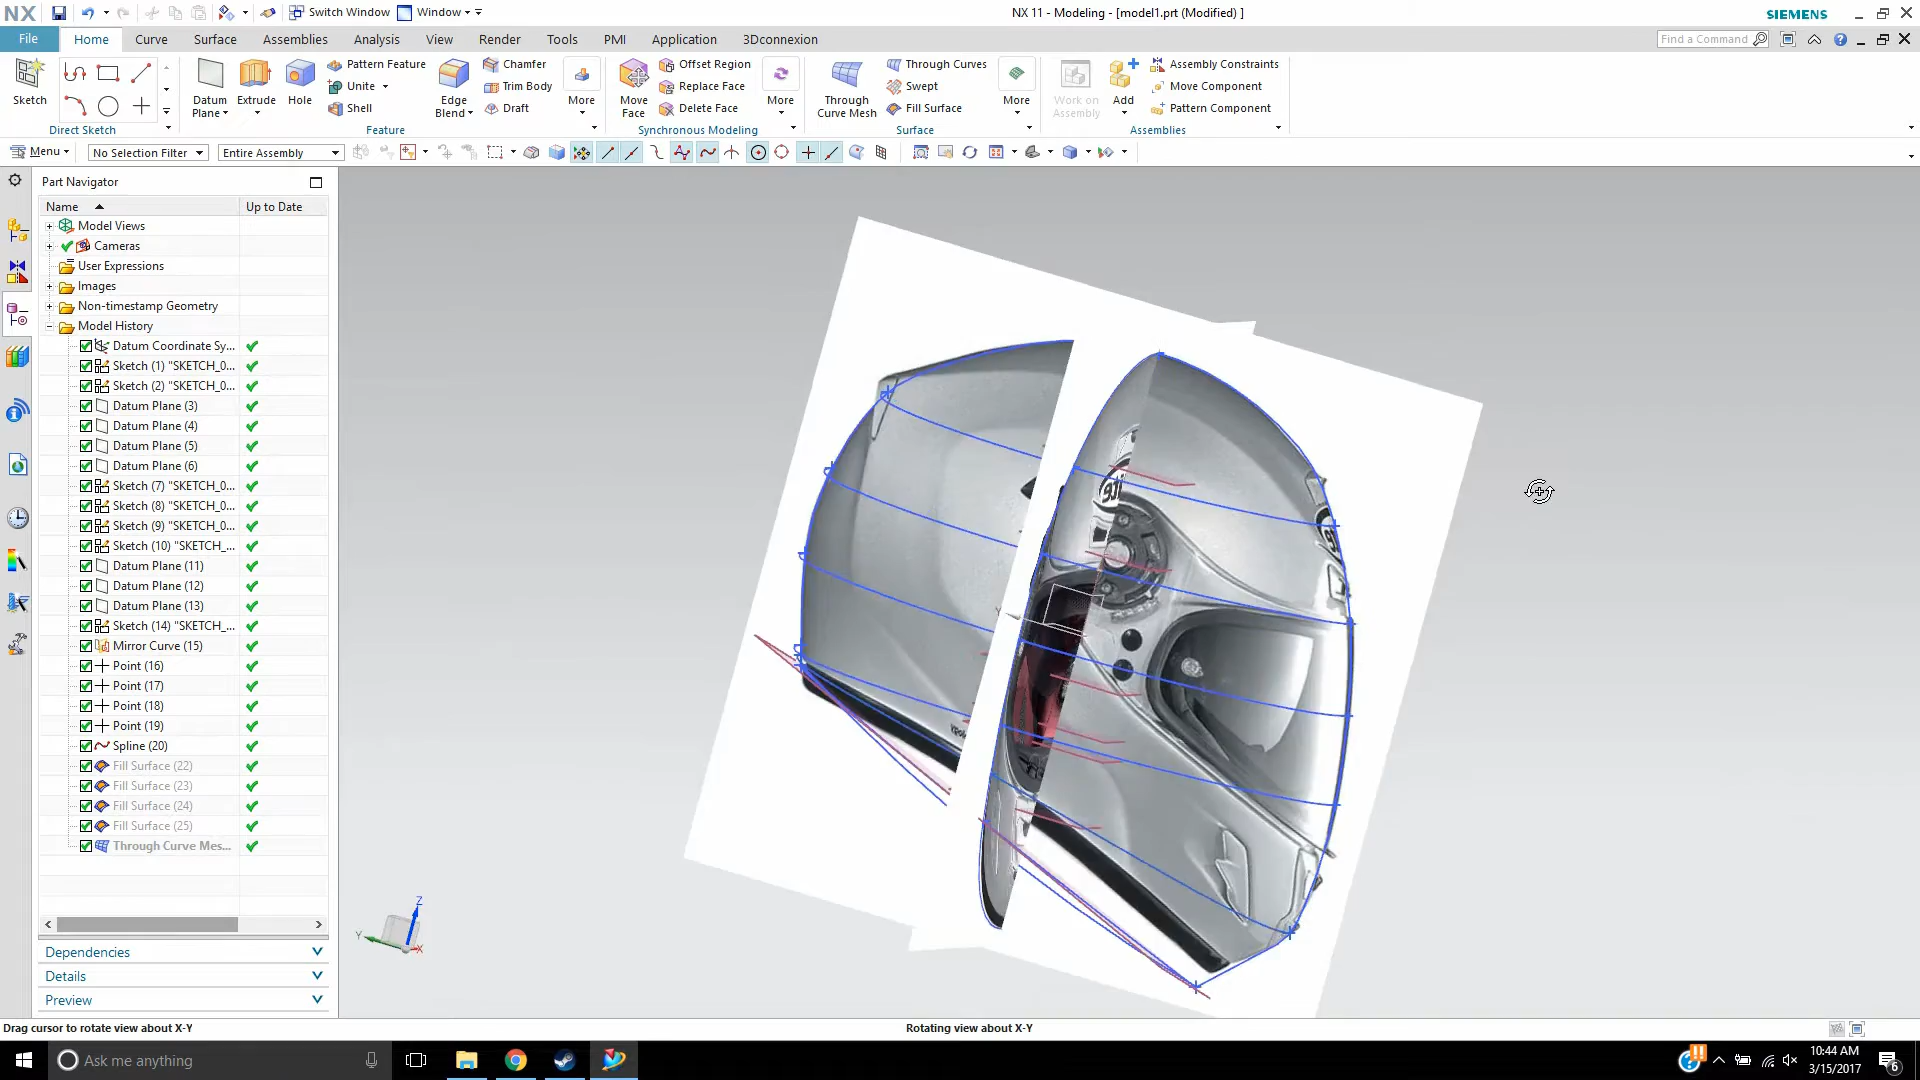 NX
Switch Window
Window
NX 11 - Modeling - [model1.prt (Modified) ]
SIEMENS
File
Home
Curve
Surface
Assemblies
Analysis
View
Render
Tools
PMI
Application
3Dconnexion
Find a Command
Sketch
Direct Sketch
Datum
Plane
Extrude
Hole
Pattern Feature
Unite
Shell
Edge
Blend
Chamfer
Trim Body
Draft
More
Feature
Move
Face
Offset Region
Replace Face
Delete Face
More
Synchronous Modeling
Through
Curve Mesh
Through Curves
Swept
Fill Surface
More
Surface
Work on
Assembly
Add
Assembly Constraints
Move Component
Pattern Component
Assemblies
Menu
No Selection Filter
Entire Assembly
Part Navigator
Name
Up to Date
Model Views
Cameras
User Expressions
Images
Non-timestamp Geometry
Model History
Datum Coordinate Sy...
Sketch (1) "SKETCH_0...
Sketch (2) "SKETCH_0...
Datum Plane (3)
Datum Plane (4)
Datum Plane (5)
Datum Plane (6)
Sketch (7) "SKETCH_0...
Sketch (8) "SKETCH_0...
Sketch (9) "SKETCH_0...
Sketch (10) "SKETCH_...
Datum Plane (11)
Datum Plane (12)
Datum Plane (13)
Sketch (14) "SKETCH_...
Mirror Curve (15)
Point (16)
Point (17)
Point (18)
Point (19)
Spline (20)
Fill Surface (22)
Fill Surface (23)
Fill Surface (24)
Fill Surface (25)
Through Curve Mes...
Dependencies
Details
Preview
Z
Y
X
Drag cursor to rotate view about X-Y
Rotating view about X-Y
Ask me anything
10:44 AM
3/15/2017
6